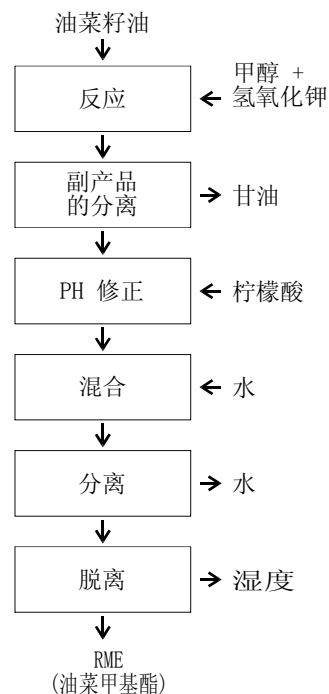 油菜籽油
甲醇 +
氢氧化钾
反应
副产品
的分离
甘油
PH 修正
柠檬酸
混合
水
分离
水
脱离
湿度
RME
(油菜甲基酯)